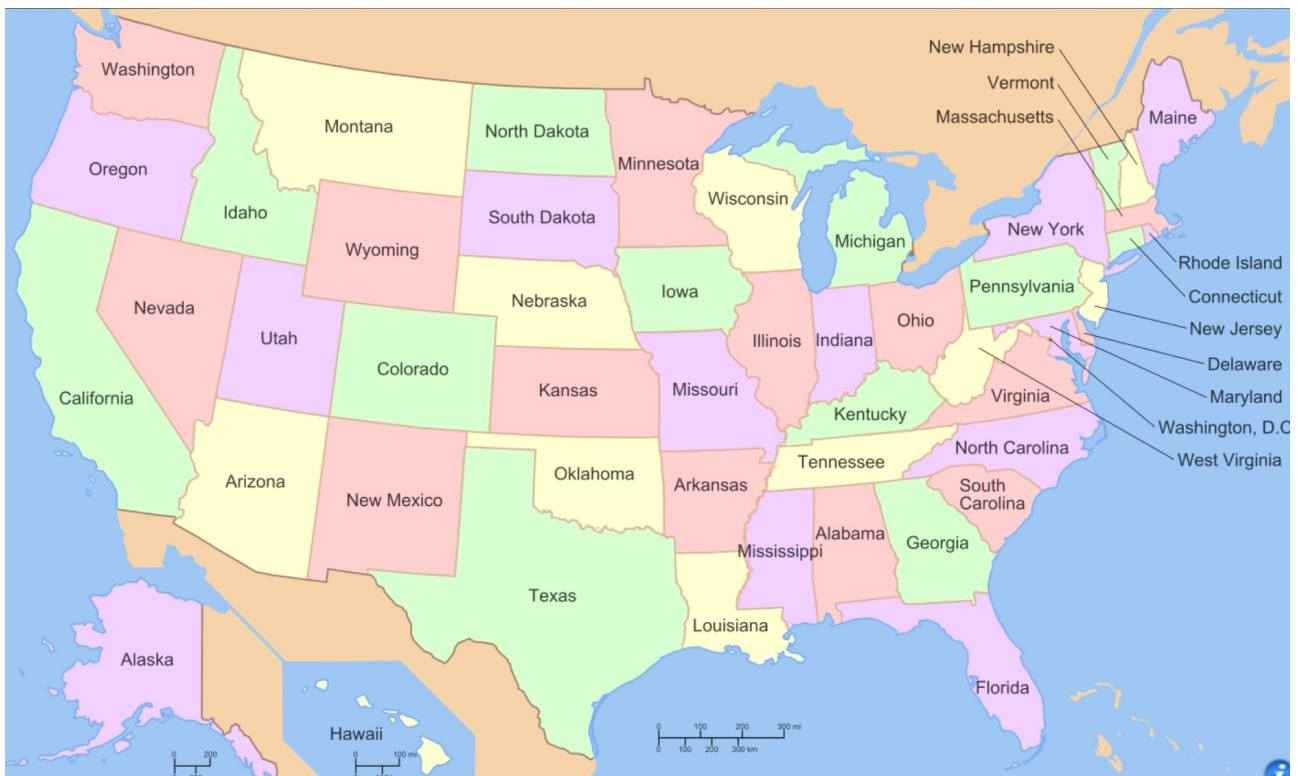 New Hampshire
Vermont
Massachusetts
Washington
Montana
North Dakota
Minnesota
Maine
Oregon
Idaho
Wyoming
South Dakota
Wisconsin
Michigan
New York
Rhode Island
Connecticut
New Jersey
Delaware
Maryland
Washington, D.C
West Virginia
Nevada
Utah
Colorado
Nebraska
Iowa
Illinois
Indiana
Ohio
Pennsylvania
California
Kansas
Missouri
Kentucky
Virginia
Arizona
New Mexico
Oklahoma
Arkansas
Tennessee
North Carolina
South
Carolina
Texas
Louisiana
Mississippi
Alabama
Georgia
Florida
Alaska
Hawaii
0 200
0 100 mi
0 100 200 300 mi
0 100 200 300 km
i